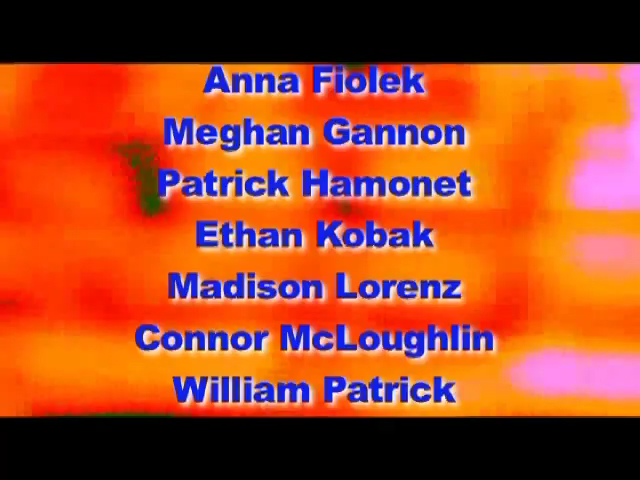 Anna Fiolek
Meghan Gannon
Patrick Hamonet
Ethan Kobak
Madison Lorenz
Connor McLoughlin
William Patrick